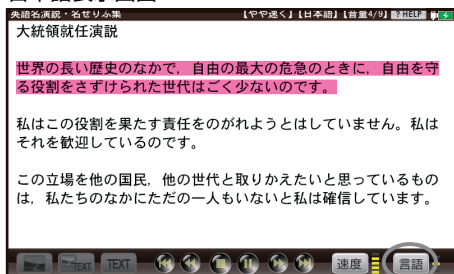 英語名演説・名せりふ集 【やや速く】【日本語】【音量4/9】 ? HELP
大統領就任演説
世界の長い歴史のなかで，自由の最大の危急のときに，自由を守
る役割をさずけられた世代はごく少ないのです。
私はこの役割を果たす責任をのがれようとはしていません。私は
それを歓迎しているのです。
この立場を他の国民，他の世代と取りかえたいと思っているもの
は，私たちのなかにただの一人もいないと私は確信しています。
TEXT TEXT 速度 言語